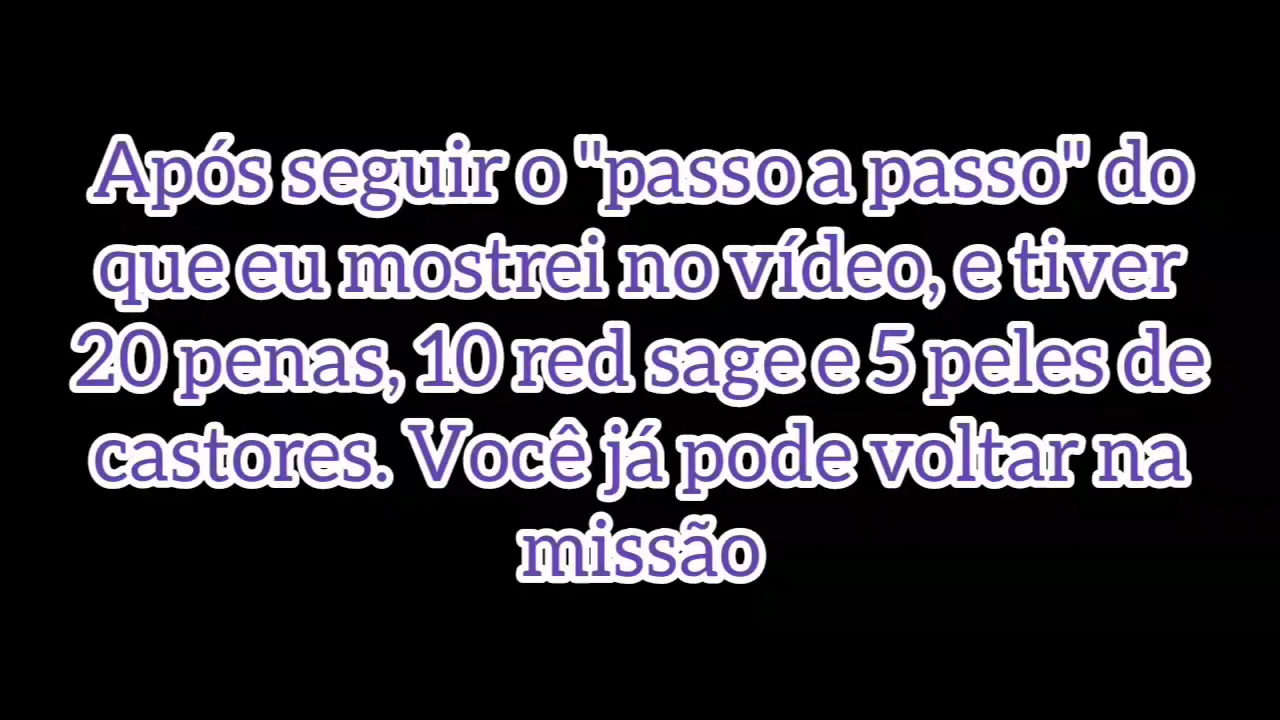 Após seguir o "passo a passo" do
que eu mostrei no vídeo, e tiver
20 penas, 10 red sage e 5 peles de
castores. Você já pode voltar na
missão